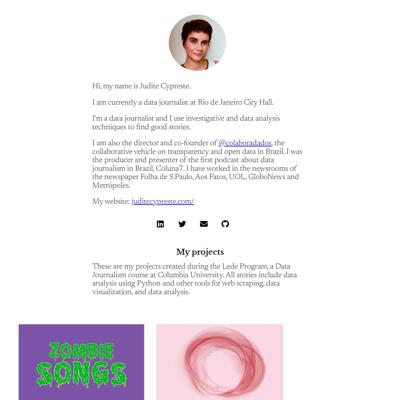 Hi, my name is Judite Cypreste.
I am currently a data journalist at Rio de Janeiro City Hall.
I'm a data journalist and I use investigative and data analysis
techniques to find good stories.
I am also the director and co-founder of @colaboradados, the
collaborative vehicle on transparency and open data in Brazil. I was
the producer and presenter of the first podcast about data
journalism in Brazil, Coluna7. I have worked in the newsrooms of
the newspaper Folha de S.Paulo, Aos Fatos, UOL, GloboNews and
Metrópoles.
My website: juditecypreste.com/
My projects
These are my projects created during the Lede Program, a Data
Journalism course at Columbia University. All stories include data
analysis using Python and other tools for web scraping, data
visualization, and data analysis.
ZOMBIE
SONGS